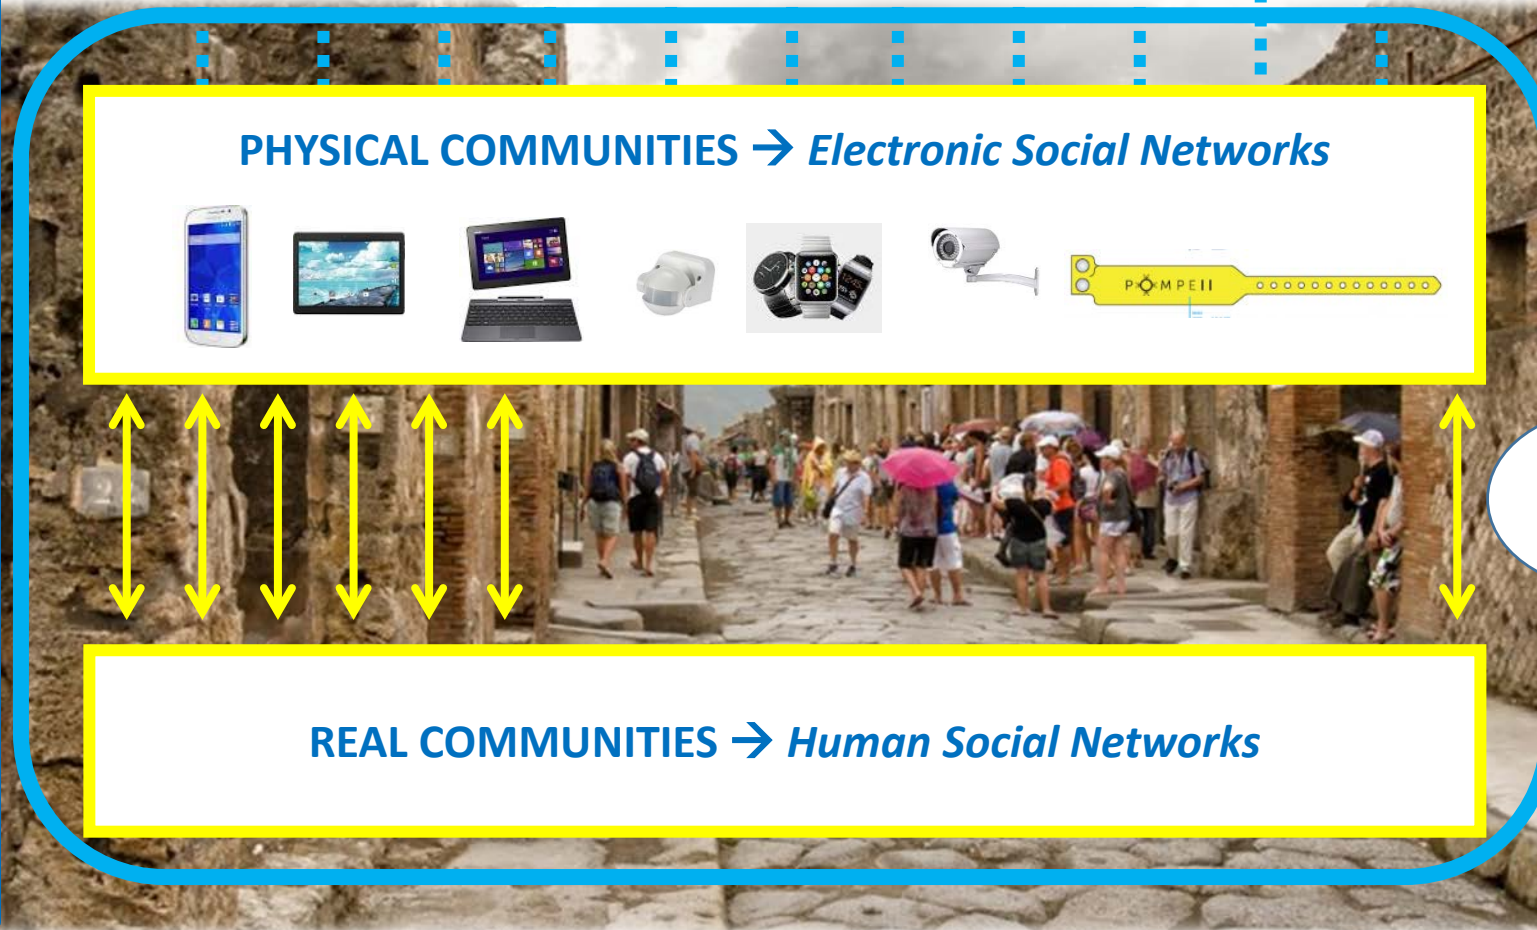 PHYSICAL COMMUNITIES → Electronic Social Networks
POMPEII
REAL COMMUNITIES → Human Social Networks